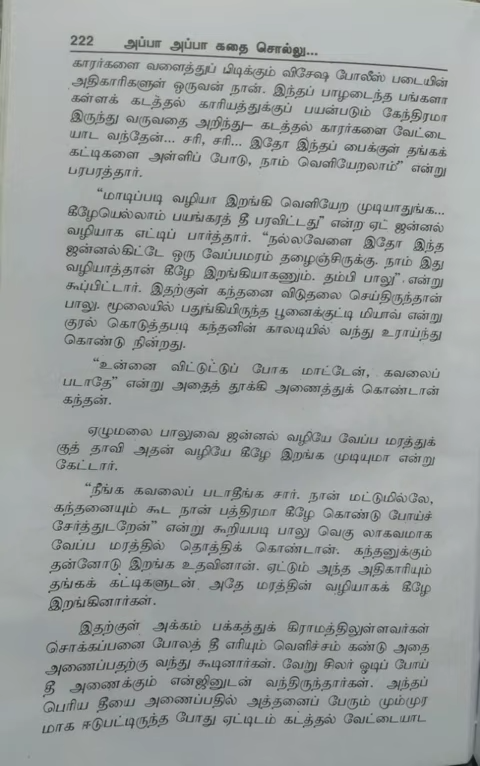 222 அப்பா அப்பா கதை சொல்லு...
காரர்களை வளைத்துப் பிடிக்கும் விசேஷ போலீஸ் படையின்
அதிகாரிகளுள் ஒருவன் நான். இந்தப் பாழடைந்த பங்களா
கள்ளக் கடத்தல் காரியத்துக்குப் பயன்படும் கேந்திரமா
இருந்து வருவதை அறிந்து– கடத்தல் காரர்களை வேட்டை
யாட வந்தேன்... சரி, சரி... இதோ இந்தப் பைக்குள் தங்கக்
கட்டிகளை அள்ளிப் போடு, நாம் வெளியேறலாம்” என்று
பரபரத்தார்.
“மாடிப்படி வழியா இறங்கி வெளியேற முடியாதுங்க...
கீழேயெல்லாம் பயங்கரத் தீ பரவிட்டது” என்ற ஏட் ஜன்னல்
வழியாக எட்டிப் பார்த்தார். “நல்லவேளை இதோ இந்த
ஜன்னல்கிட்டே ஒரு வேப்பமரம் தழைஞ்சிருக்கு. நாம் இது
வழியாத்தான் கீழே இறங்கியாகணும். தம்பி பாலு” என்று
கூப்பிட்டார். இதற்குள் கந்தனை விடுதலை செய்திருந்தான்
பாலு. மூலையில் பதுங்கியிருந்த பூனைக்குட்டி மியாவ் என்று
குரல் கொடுத்தபடி கந்தனின் காலடியில் வந்து உராய்ந்து
கொண்டு நின்றது.
“உன்னை விட்டுட்டுப் போக மாட்டேன், கவலைப்
படாதே” என்று அதைத் தூக்கி அணைத்துக் கொண்டான்
கந்தன்.
ஏழுமலை பாலுவை ஜன்னல் வழியே வேப்ப மரத்துக்
குத் தாவி அதன் வழியே கீழே இறங்க முடியுமா என்று
கேட்டார்.
“நீங்க கவலைப் படாதீங்க சார். நான் மட்டுமில்லே,
கந்தனையும் கூட நான் பத்திரமா கீழே கொண்டு போய்ச்
சேர்த்துடறேன்” என்று கூறியபடி பாலு வெகு லாகவமாக
வேப்ப மரத்தில் தொத்திக் கொண்டான். கந்தனுக்கும்
தன்னோடு இறங்க உதவினான். ஏட்டும் அந்த அதிகாரியும்
தங்கக் கட்டிகளுடன் அதே மரத்தின் வழியாகக் கீழே
இறங்கினார்கள்.
இதற்குள் அக்கம் பக்கத்துக் கிராமத்திலுள்ளவர்கள்
சொக்கப்பனை போலத் தீ எரியும் வெளிச்சம் கண்டு அதை
அணைப்பதற்கு வந்து கூடினார்கள். வேறு சிலர் ஓடிப் போய்
தீ அணைக்கும் என்ஜினுடன் வந்திருந்தார்கள். அந்தப்
பெரிய தீயை அணைப்பதில் அத்தனைப் பேரும் மும்முர
மாக ஈடுபட்டிருந்த போது ஏட்டிடம் கடத்தல் வேட்டையாட